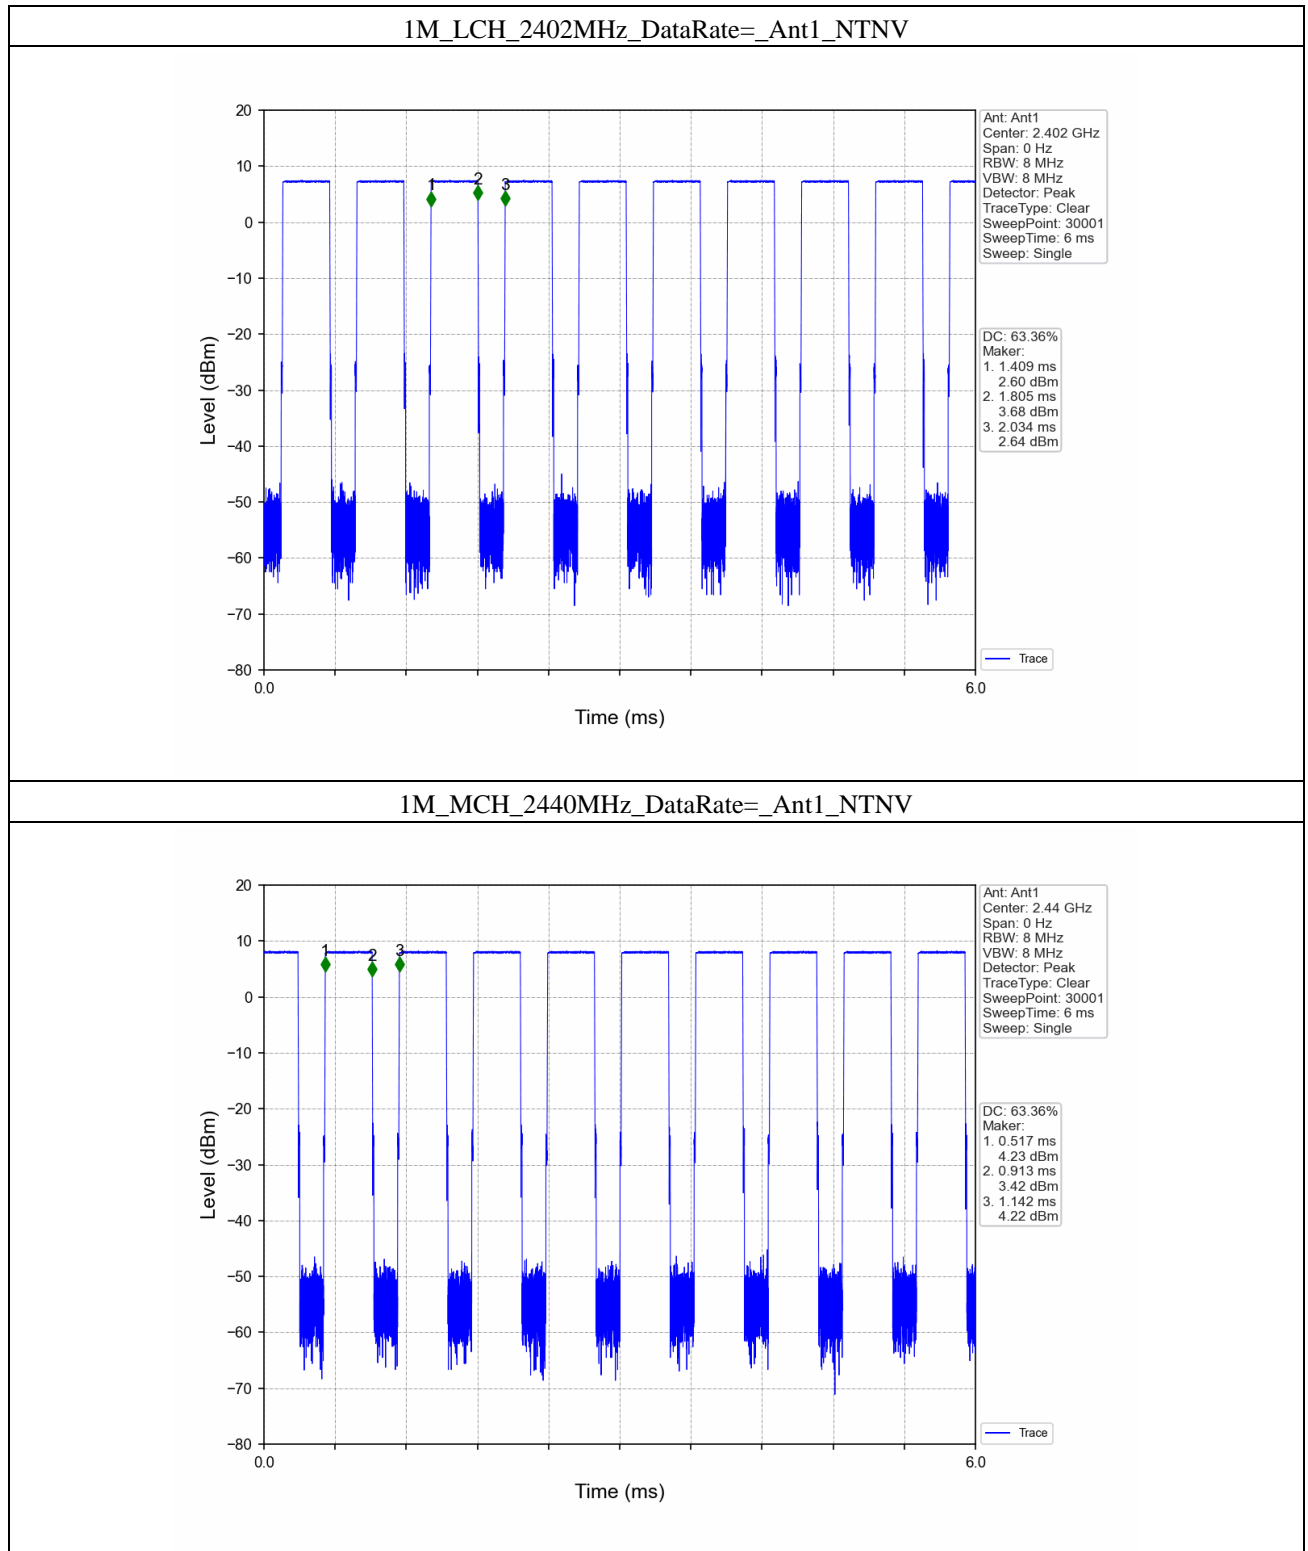 1M_LCH_2402MHz_DataRate=_Ant1_NTNV
20
10
0
−10
−20
−30
−40
−50
−60
−70
−80
Level (dBm)
1
2
3
0.0
6.0
Time (ms)
Ant: Ant1
Center: 2.402 GHz
Span: 0 Hz
RBW: 8 MHz
VBW: 8 MHz
Detector: Peak
TraceType: Clear
SweepPoint: 30001
SweepTime: 6 ms
Sweep: Single
DC: 63.36%
Maker:
1. 1.409 ms
2.60 dBm
2. 1.805 ms
3.68 dBm
3. 2.034 ms
2.64 dBm
Trace
1M_MCH_2440MHz_DataRate=_Ant1_NTNV
20
10
0
−10
−20
−30
−40
−50
−60
−70
−80
Level (dBm)
1
2
3
0.0
6.0
Time (ms)
Ant: Ant1
Center: 2.44 GHz
Span: 0 Hz
RBW: 8 MHz
VBW: 8 MHz
Detector: Peak
TraceType: Clear
SweepPoint: 30001
SweepTime: 6 ms
Sweep: Single
DC: 63.36%
Maker:
1. 0.517 ms
4.23 dBm
2. 0.913 ms
3.42 dBm
3. 1.142 ms
4.22 dBm
Trace